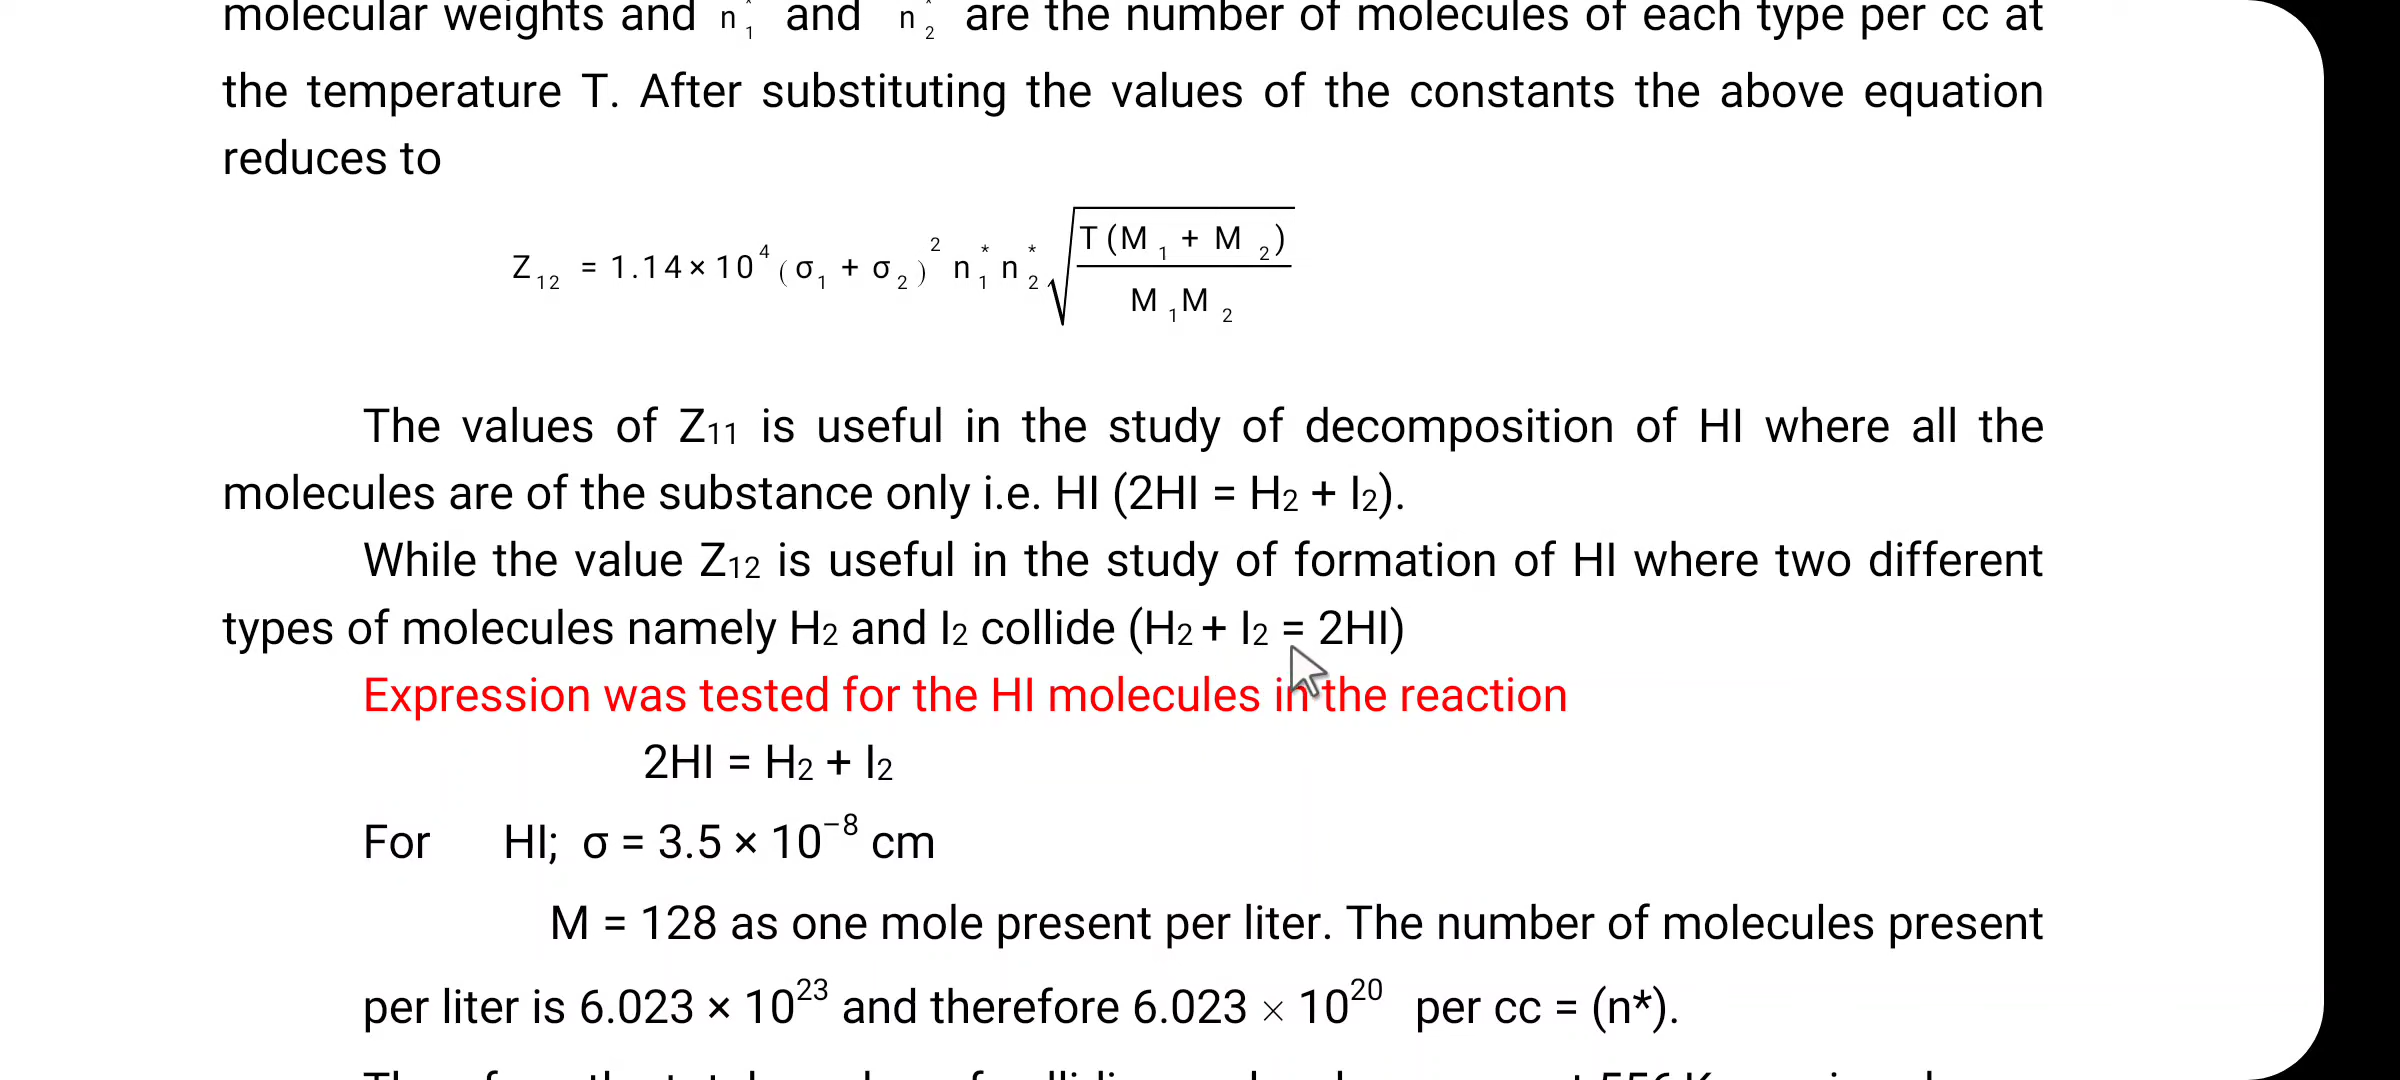 molecular weights and n*1 and n*2 are the number of molecules of each type per cc at
the temperature T. After substituting the values of the constants the above equation
reduces to
Z₁₂ = 1.14 × 10⁴ (σ₁ + σ₂)² n*₁ n*₂ √(T(M₁ + M₂) / M₁M₂)
The values of Z₁₁ is useful in the study of decomposition of HI where all the
molecules are of the substance only i.e. HI (2HI = H₂ + I₂).
While the value Z₁₂ is useful in the study of formation of HI where two different
types of molecules namely H₂ and I₂ collide (H₂ + I₂ = 2HI)
Expression was tested for the HI molecules in the reaction
2HI = H₂ + I₂
For HI; σ = 3.5 × 10⁻⁸ cm
M = 128 as one mole present per liter. The number of molecules present
per liter is 6.023 × 10²³ and therefore 6.023 × 10²⁰ per cc = (n*).